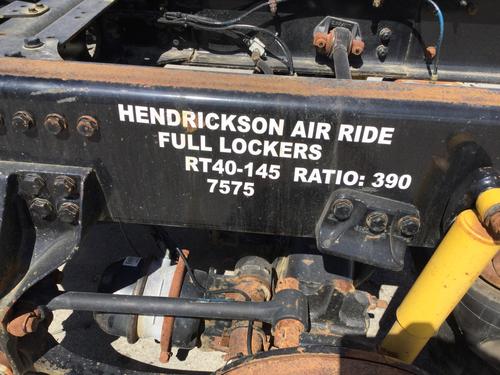 HENDRICKSON AIR RIDE
FULL LOCKERS
RT40-145 RATIO: 390
7575